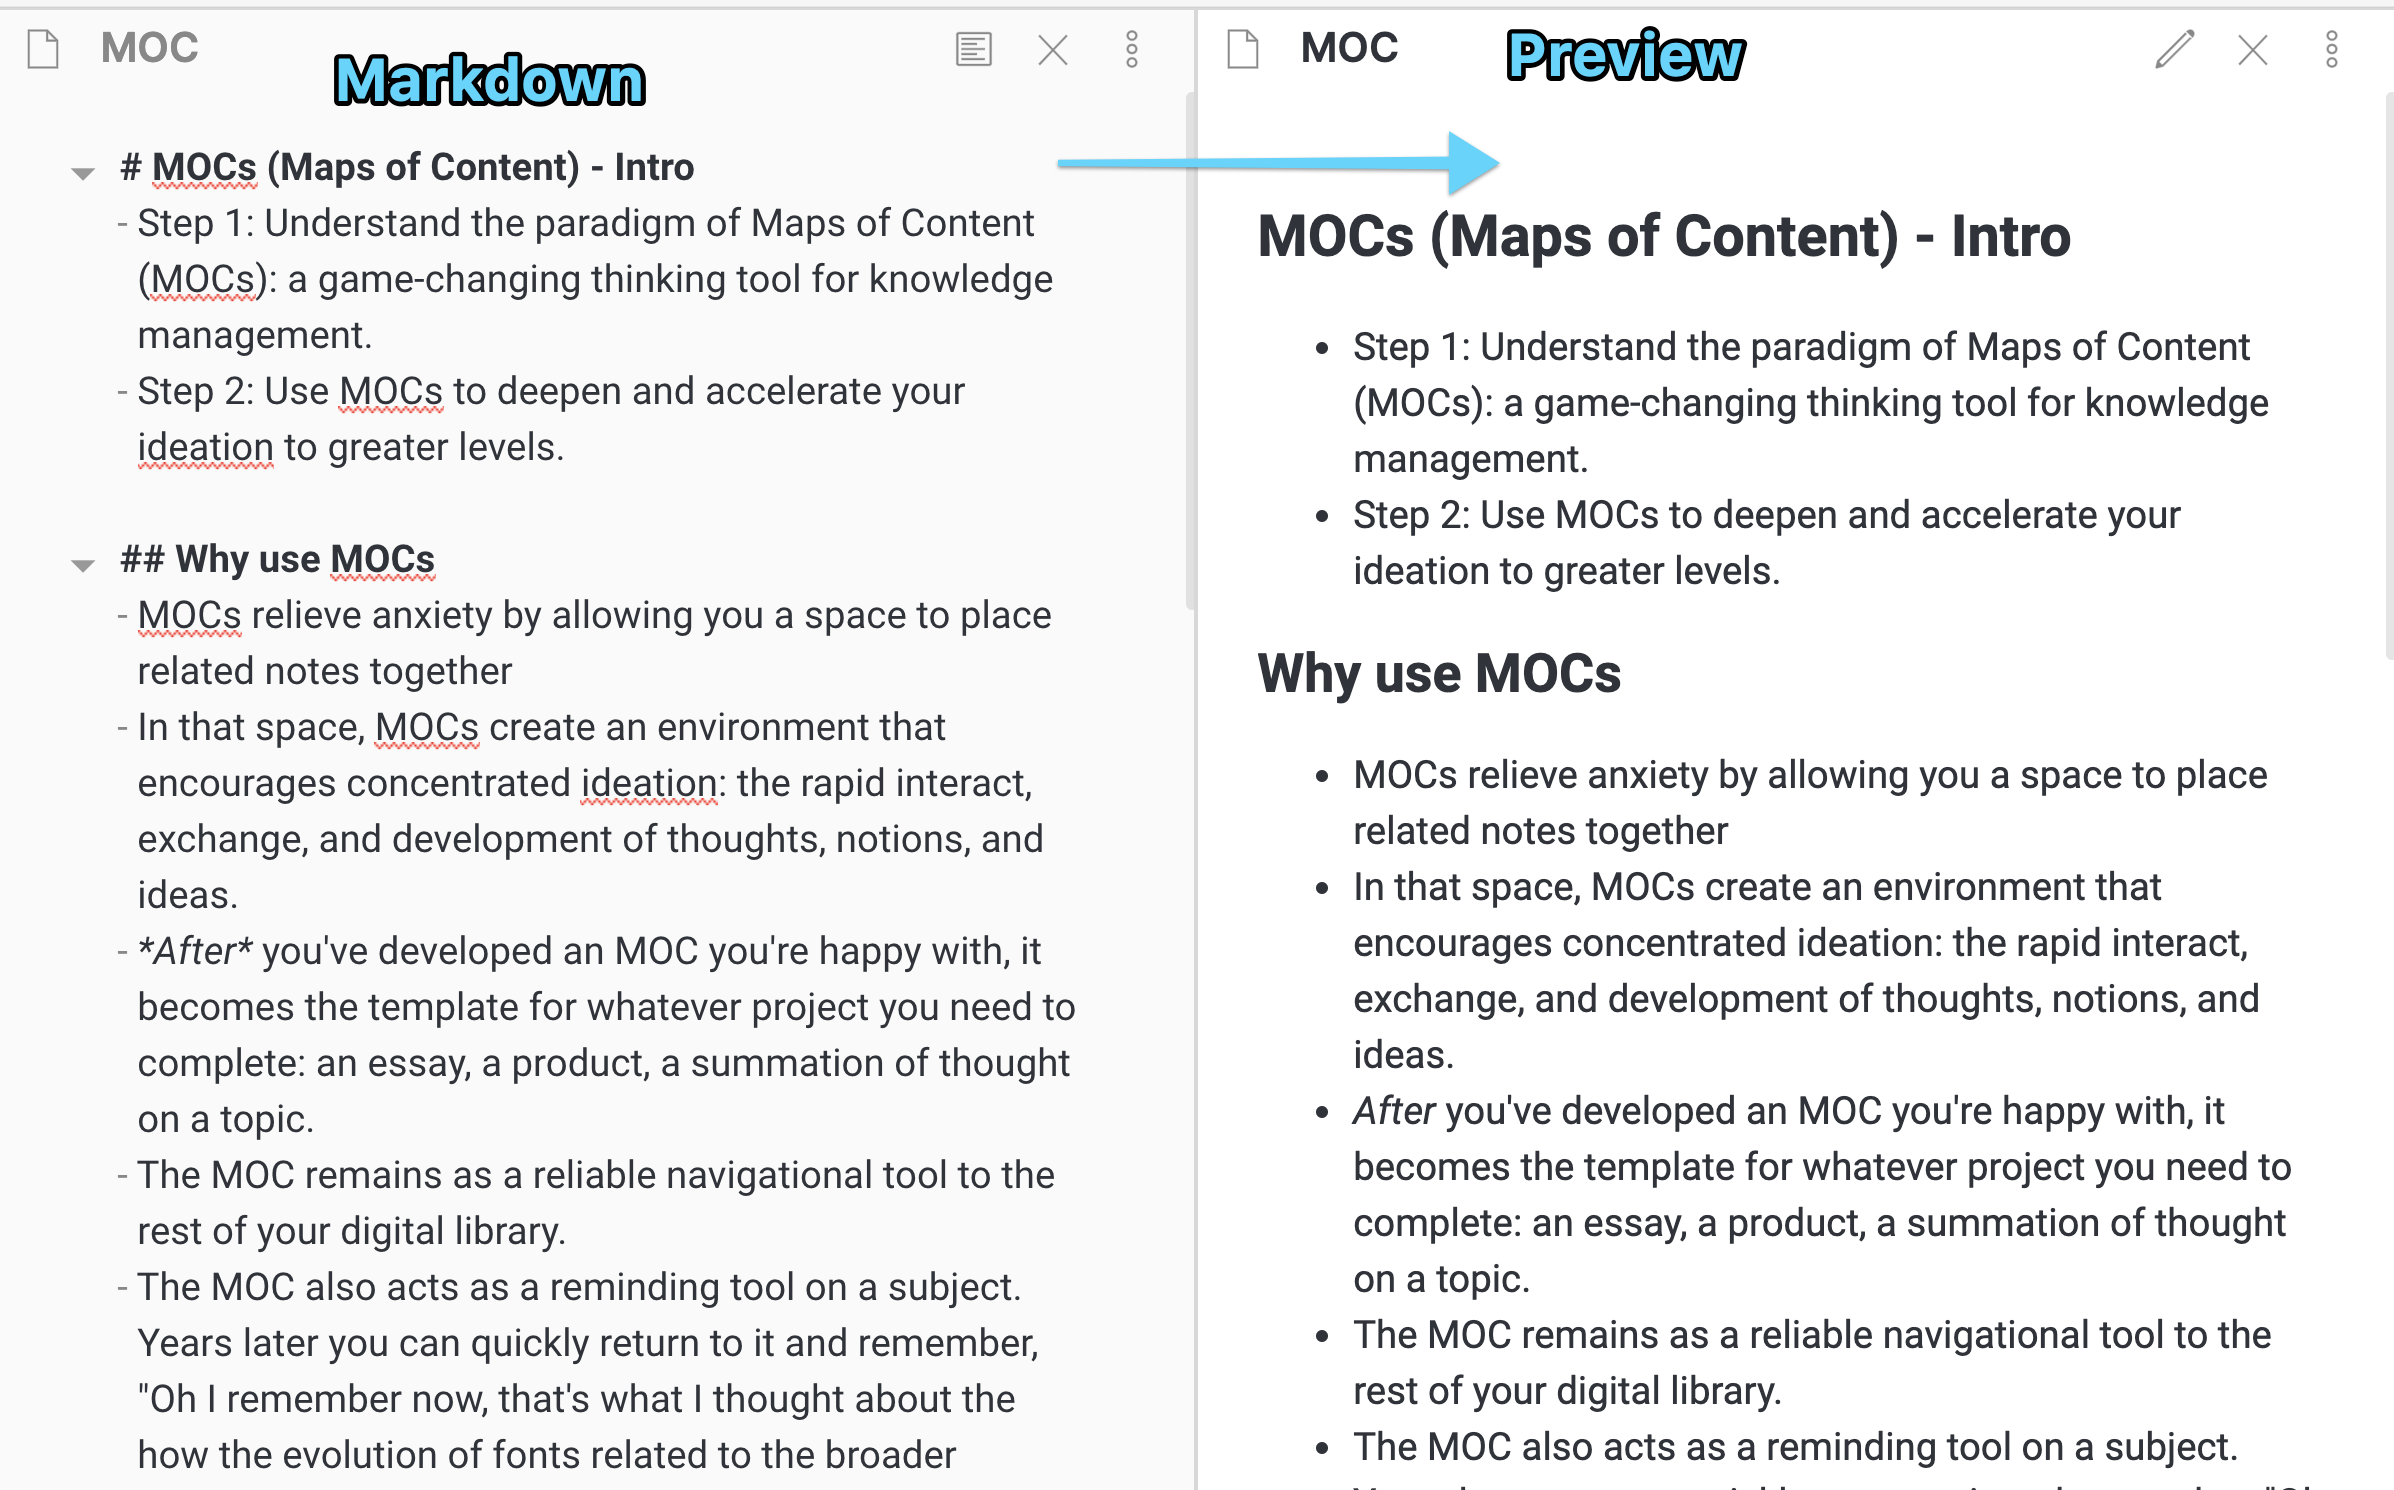 MOC
Markdown
# MOCs (Maps of Content) - Intro
- Step 1: Understand the paradigm of Maps of Content
(MOCs): a game-changing thinking tool for knowledge
management.
- Step 2: Use MOCs to deepen and accelerate your
ideation to greater levels.
## Why use MOCs
- MOCs relieve anxiety by allowing you a space to place
related notes together
- In that space, MOCs create an environment that
encourages concentrated ideation: the rapid interact,
exchange, and development of thoughts, notions, and
ideas.
- *After* you've developed an MOC you're happy with, it
becomes the template for whatever project you need to
complete: an essay, a product, a summation of thought
on a topic.
- The MOC remains as a reliable navigational tool to the
rest of your digital library.
- The MOC also acts as a reminding tool on a subject.
Years later you can quickly return to it and remember,
"Oh I remember now, that's what I thought about the
how the evolution of fonts related to the broader
MOC
Preview
MOCs (Maps of Content) - Intro
• Step 1: Understand the paradigm of Maps of Content
(MOCs): a game-changing thinking tool for knowledge
management.
• Step 2: Use MOCs to deepen and accelerate your
ideation to greater levels.
Why use MOCs
• MOCs relieve anxiety by allowing you a space to place
related notes together
• In that space, MOCs create an environment that
encourages concentrated ideation: the rapid interact,
exchange, and development of thoughts, notions, and
ideas.
• After you've developed an MOC you're happy with, it
becomes the template for whatever project you need to
complete: an essay, a product, a summation of thought
on a topic.
• The MOC remains as a reliable navigational tool to the
rest of your digital library.
• The MOC also acts as a reminding tool on a subject.